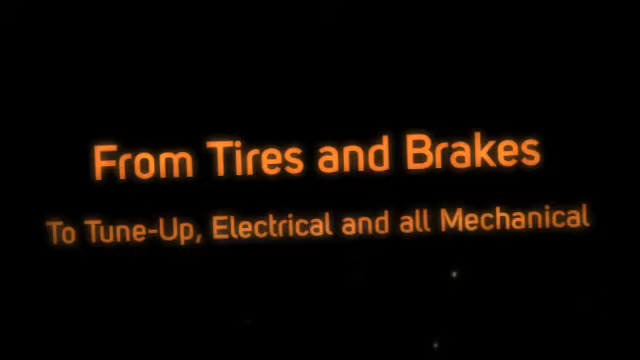 From Tires and Brakes
To Tune-Up, Electrical and all Mechanical